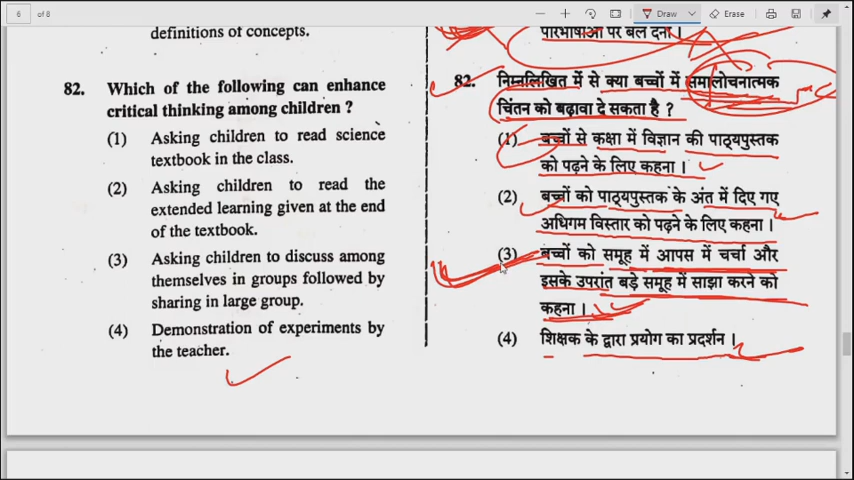 6 of 8
Draw
Erase
definitions of concepts.
82. Which of the following can enhance
critical thinking among children ?
(1) Asking children to read science
textbook in the class.
(2) Asking children to read the
extended learning given at the end
of the textbook.
(3) Asking children to discuss among
themselves in groups followed by
sharing in large group.
(4) Demonstration of experiments by
the teacher.
परिभाषाओं पर बल देना ।
82. निम्नलिखित में से क्या बच्चों में समालोचनात्मक
चिंतन को बढ़ावा दे सकता है ?
(1) बच्चों से कक्षा में विज्ञान की पाठ्यपुस्तक
को पढ़ने के लिए कहना ।
(2) बच्चों को पाठ्यपुस्तक के अंत में दिए गए
अधिगम विस्तार को पढ़ने के लिए कहना ।
(3) बच्चों को समूह में आपस में चर्चा और
इसके उपरांत बड़े समूह में साझा करने को
कहना ।
(4) शिक्षक के द्वारा प्रयोग का प्रदर्शन ।